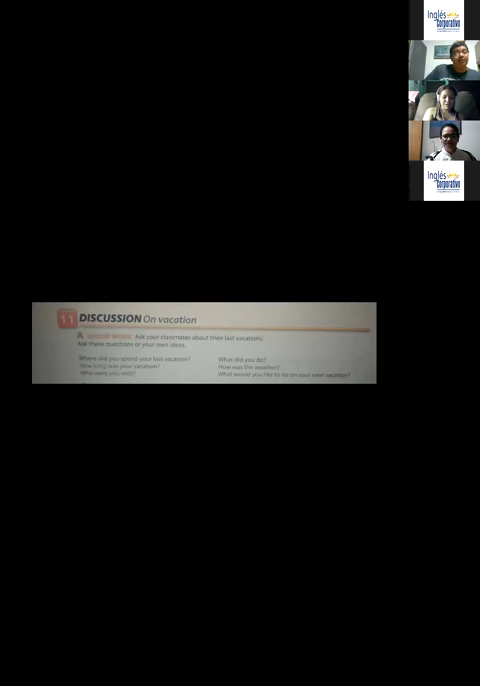 Inglés
Corporativo
Inglés
Corporativo
11 DISCUSSION On vacation
A GROUP WORK Ask your classmates about their last vacations.
Ask these questions or your own ideas.
Where did you spend your last vacation?
How long was your vacation?
Who were you with?
What did you do?
How was the weather?
What would you like to do on your next vacation?